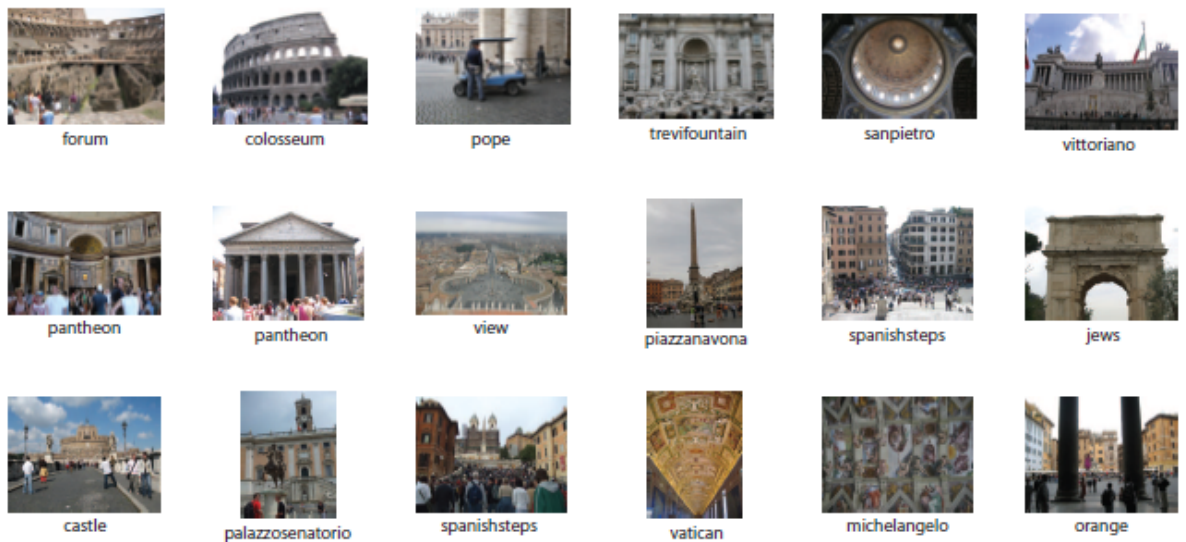 forum
colosseum
pope
trevifountain
sanpietro
vittoriano
pantheon
pantheon
view
piazzanavona
spanishsteps
jews
castle
palazzosenatorio
spanishsteps
vatican
michelangelo
orange